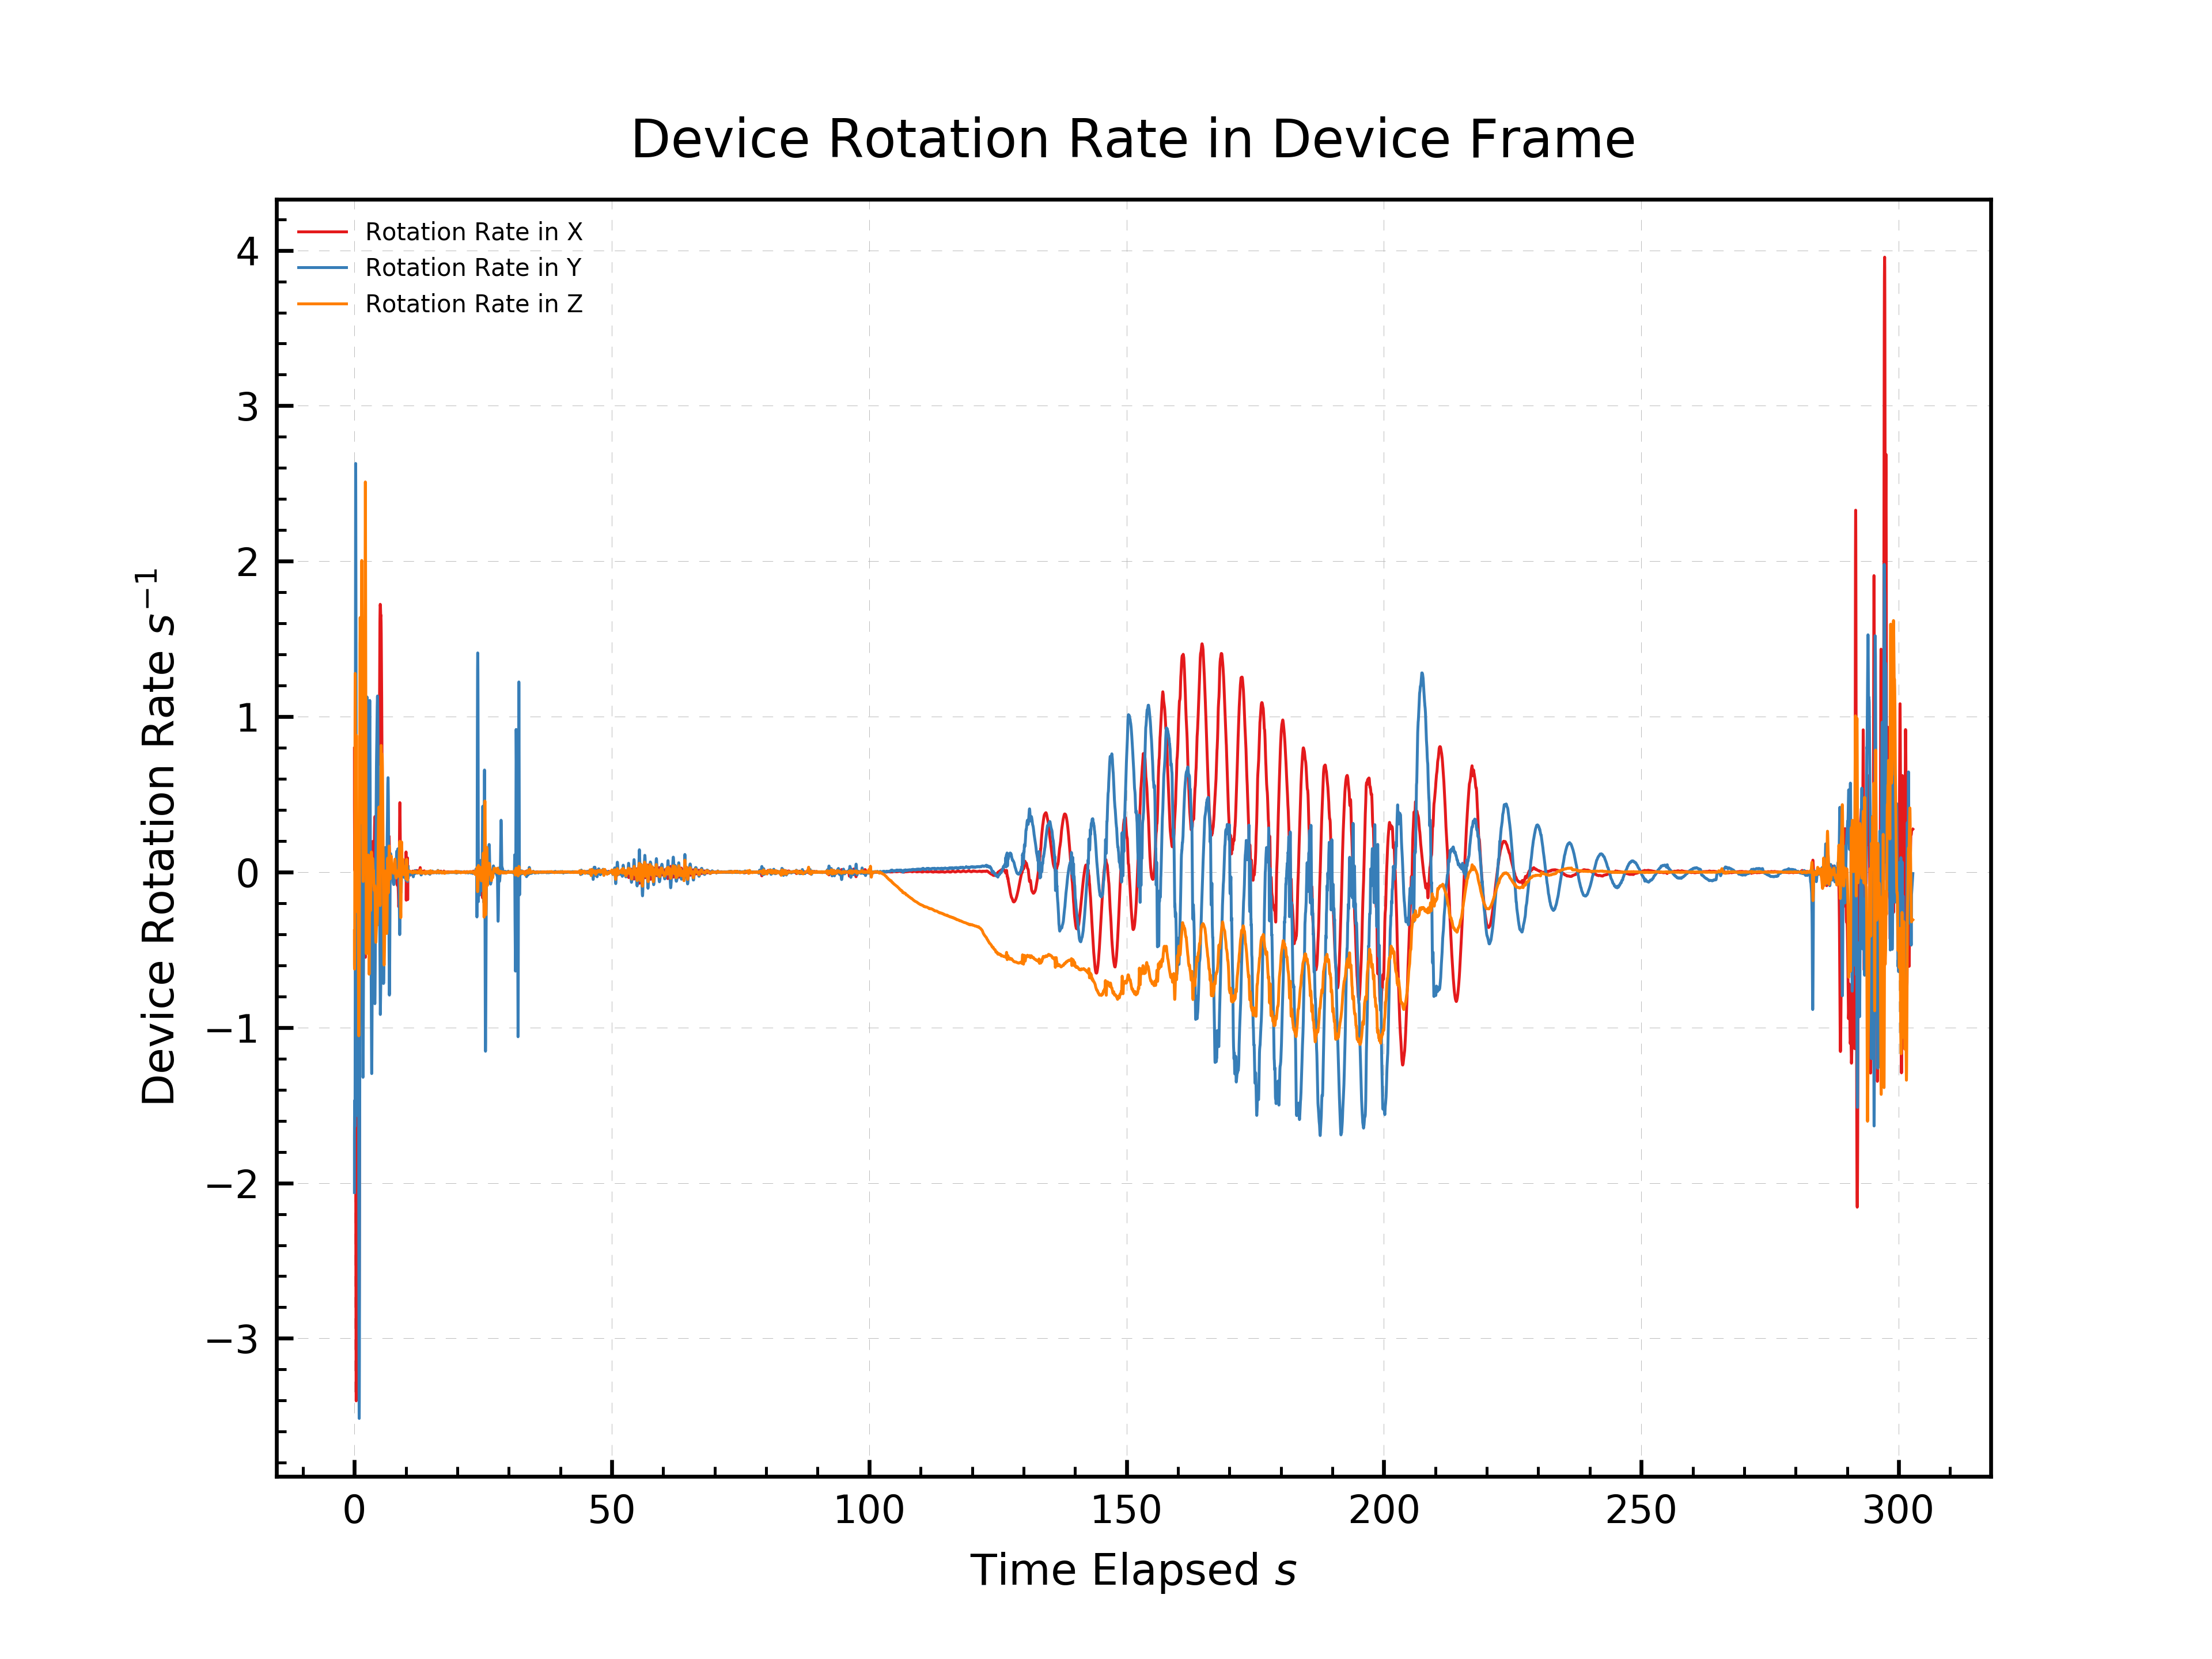 Device Rotation Rate in Device Frame
Rotation Rate in X
Rotation Rate in Y
Rotation Rate in Z
Device Rotation Rate s⁻¹
4
3
2
1
0
−1
−2
−3
0 50 100 150 200 250 300
Time Elapsed s